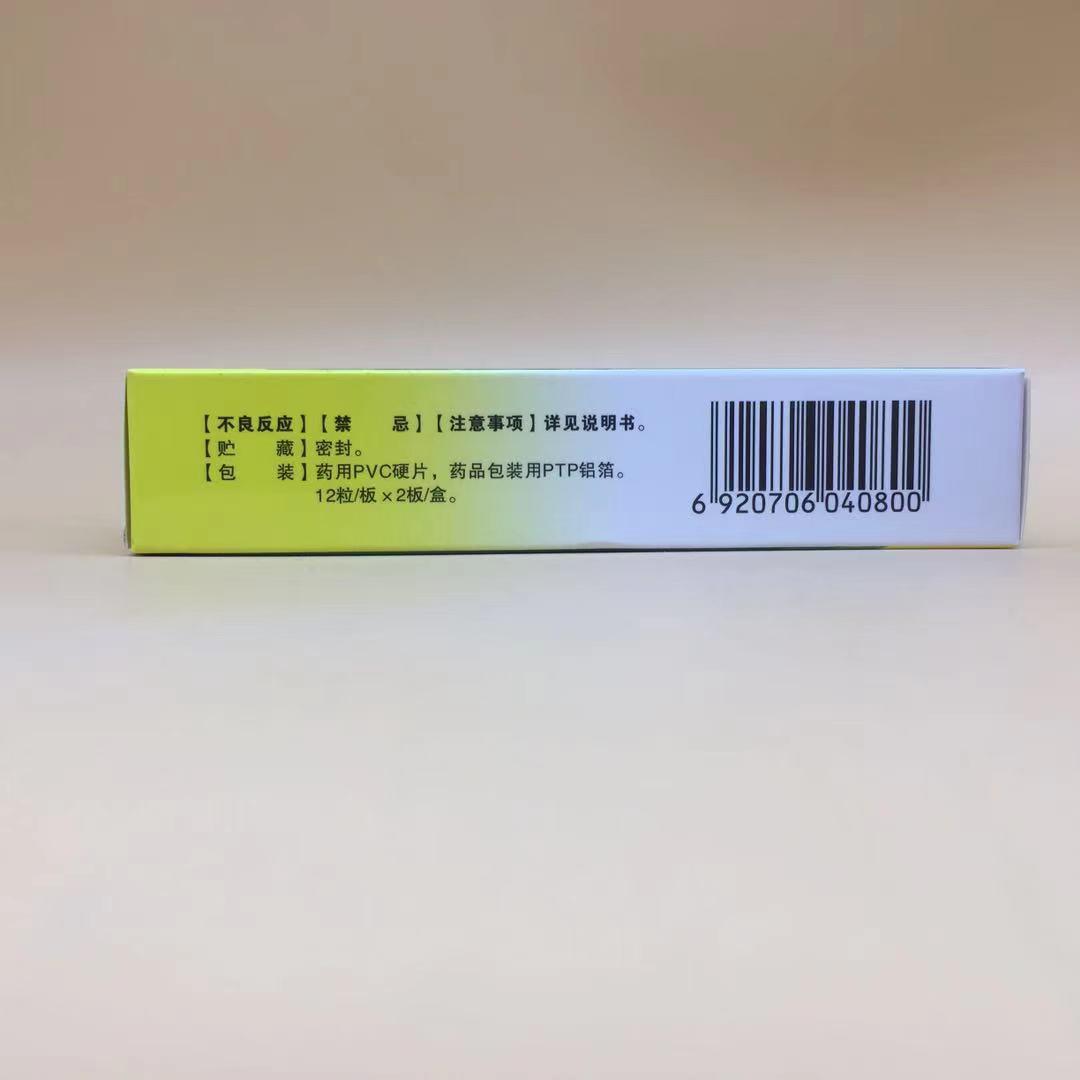 【不良反应】【禁 忌】【注意事项】详见说明书。
【贮 藏】密封。
【包 装】药用PVC硬片，药品包装用PTP铝箔。
12粒/板×2板/盒。
6 920706 040800